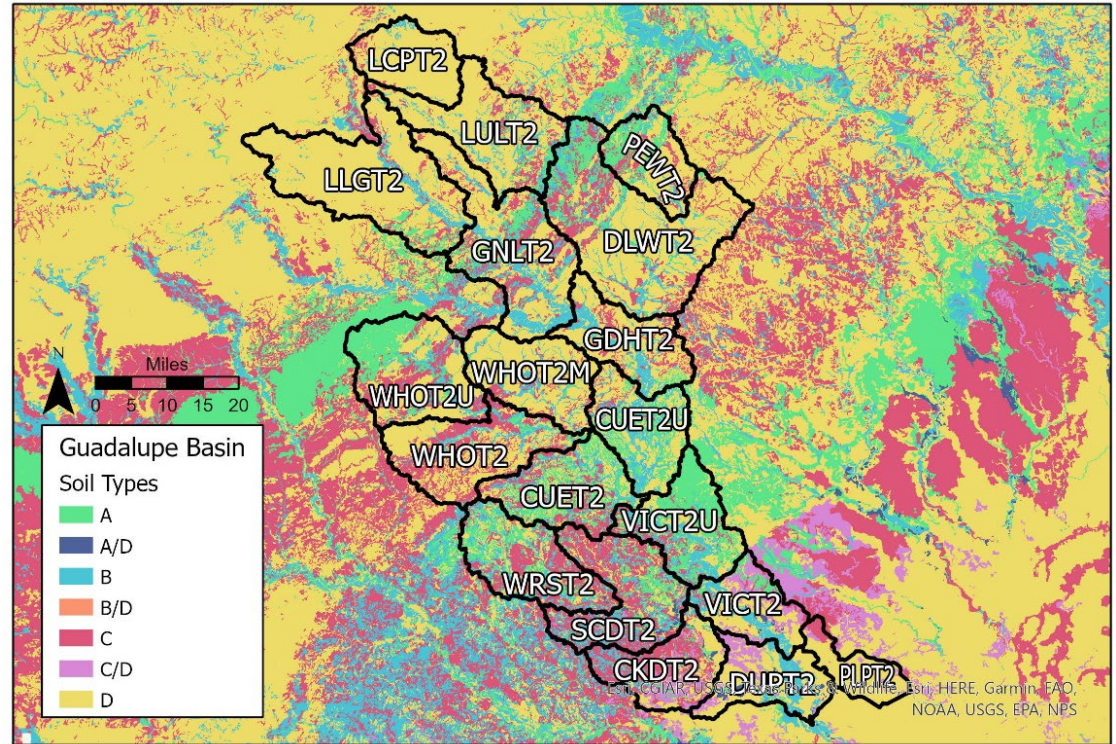 LCPT2
LULT2
PEWT2
LLGT2
DLWT2
GNLT2
GDHT2
N
Miles
0 5 10 15 20
WHOT2M
WHOT2U
CUET2U
WHOT2
CUET2
VICT2U
WRST2
VICT2
SCDT2
CKDT2
DUPT2
PLPT2
Guadalupe Basin
Soil Types
A
A/D
B
B/D
C
C/D
D
Esri, CGIAR, USGS, Texas Parks & Wildlife, Esri, HERE, Garmin, FAO,
NOAA, USGS, EPA, NPS